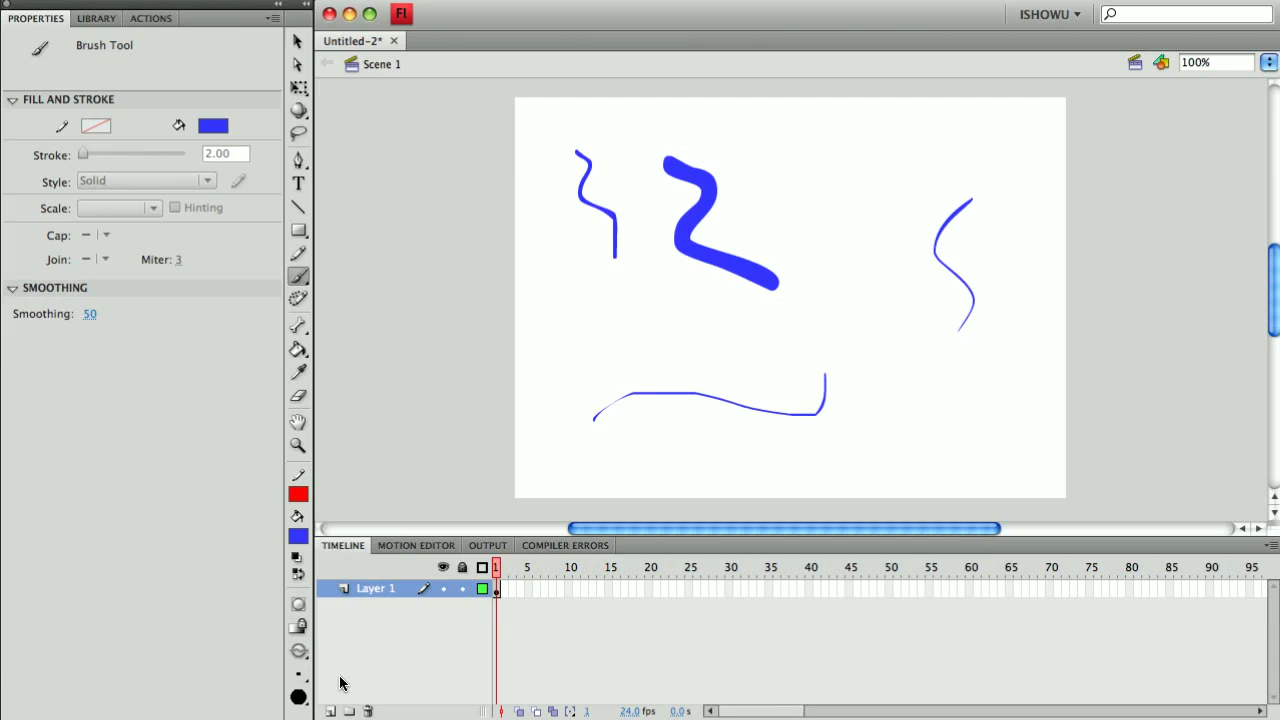 PROPERTIES LIBRARY ACTIONS
Brush Tool
FILL AND STROKE
Stroke: 2.00
Style: Solid
Scale: Hinting
Cap:
Join: Miter: 3
SMOOTHING
Smoothing: 50
T
Fl
ISHOWU
Untitled-2*
Scene 1
100%
TIMELINE MOTION EDITOR OUTPUT COMPILER ERRORS
1 5 10 15 20 25 30 35 40 45 50 55 60 65 70 75 80 85 90 95
Layer 1
1 24.0 fps 0.0 s